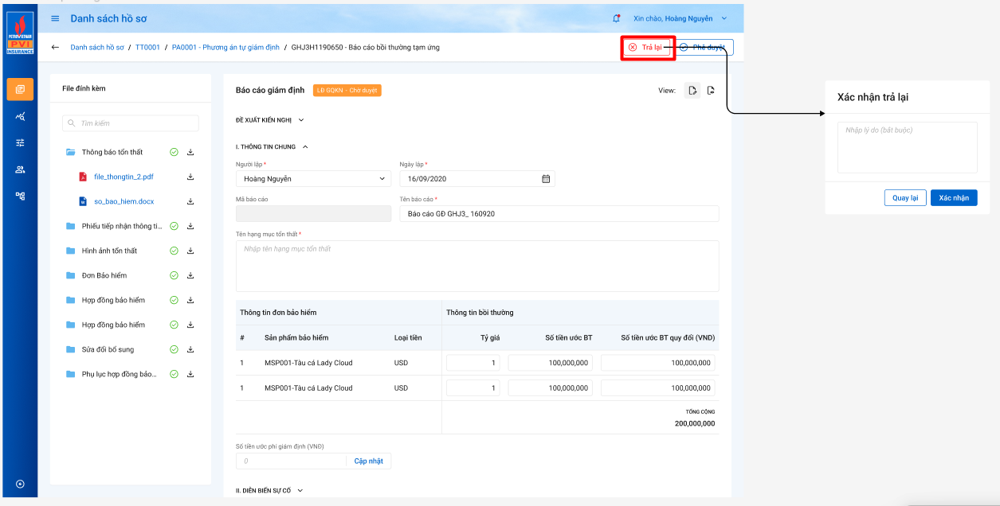 PETROVIETNAM
PVI
INSURANCE
Danh sách hồ sơ
Xin chào, Hoàng Nguyên
Danh sách hồ sơ / TT0001 / PA0001 - Phương án tự giám định / GHJ3H1190650 - Báo cáo bồi thường tạm ứng
Trả lại
Phê duyệt
File đính kèm
Tìm kiếm
Thông báo tổn thất
file_thongtin_2.pdf
so_bao_hiem.docx
Phiếu tiếp nhận thông ti...
Hình ảnh tổn thất
Đơn Bảo hiểm
Hợp đồng bảo hiểm
Hợp đồng bảo hiểm
Sửa đổi bổ sung
Phụ lục hợp đồng bảo...
Báo cáo giám định
LĐ GQKN - Chờ duyệt
View:
ĐỀ XUẤT KIẾN NGHỊ
I. THÔNG TIN CHUNG
Người lập *
Ngày lập *
Hoàng Nguyễn
16/09/2020
Mã báo cáo
Tên báo cáo *
Báo cáo GĐ GHJ3_ 160920
Tên hạng mục tổn thất *
Nhập tên hạng mục tổn thất
Thông tin đơn bảo hiểm
Thông tin bồi thường
# Sản phẩm bảo hiểm Loại tiền Tỷ giá Số tiền ước BT Số tiền ước BT quy đổi (VND)
1 MSP001-Tàu cá Lady Cloud USD 1 100,000,000 100,000,000
1 MSP001-Tàu cá Lady Cloud USD 1 100,000,000 100,000,000
TỔNG CỘNG
200,000,000
Số tiền ước phí giám định (VNĐ)
0 Cập nhật
II. DIỄN BIẾN SỰ CỐ
Xác nhận trả lại
Nhập lý do (bắt buộc)
Quay lại
Xác nhận